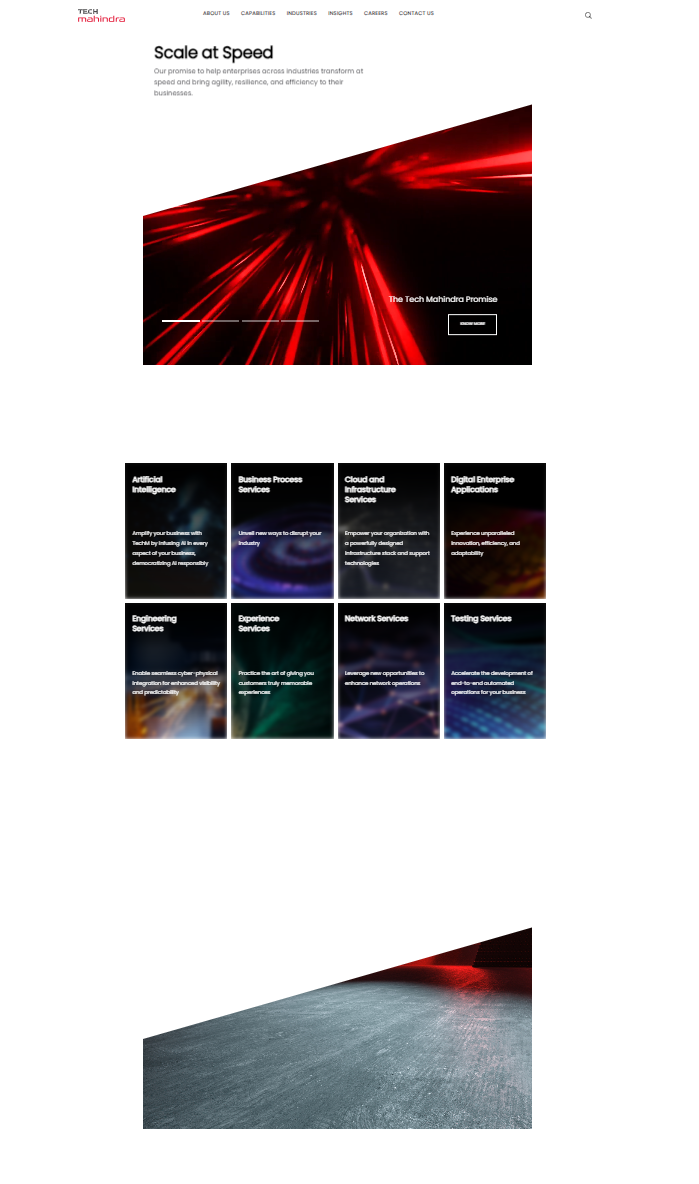 TECH
mahindra
ABOUT US CAPABILITIES INDUSTRIES INSIGHTS CAREERS CONTACT US
Scale at Speed
Our promise to help enterprises across industries transform at
speed and bring agility, resilience, and efficiency to their
businesses.
The Tech Mahindra Promise
KNOW MORE
Artificial
Intelligence
Amplify your business with
TechM by infusing AI in every
aspect of your business,
democratizing AI responsibly
Business Process
Services
Unveil new ways to disrupt your
industry
Cloud and
Infrastructure
Services
Empower your organization with
a powerfully designed
infrastructure stack and support
technologies
Digital Enterprise
Applications
Experience unparalleled
innovation, efficiency, and
adaptability
Engineering
Services
Enable seamless cyber-physical
integration for enhanced visibility
and predictability
Experience
Services
Practice the art of giving you
customers truly memorable
experiences
Network Services
Leverage new opportunities to
enhance network operations
Testing Services
Accelerate the development of
end-to-end automated
operations for your business